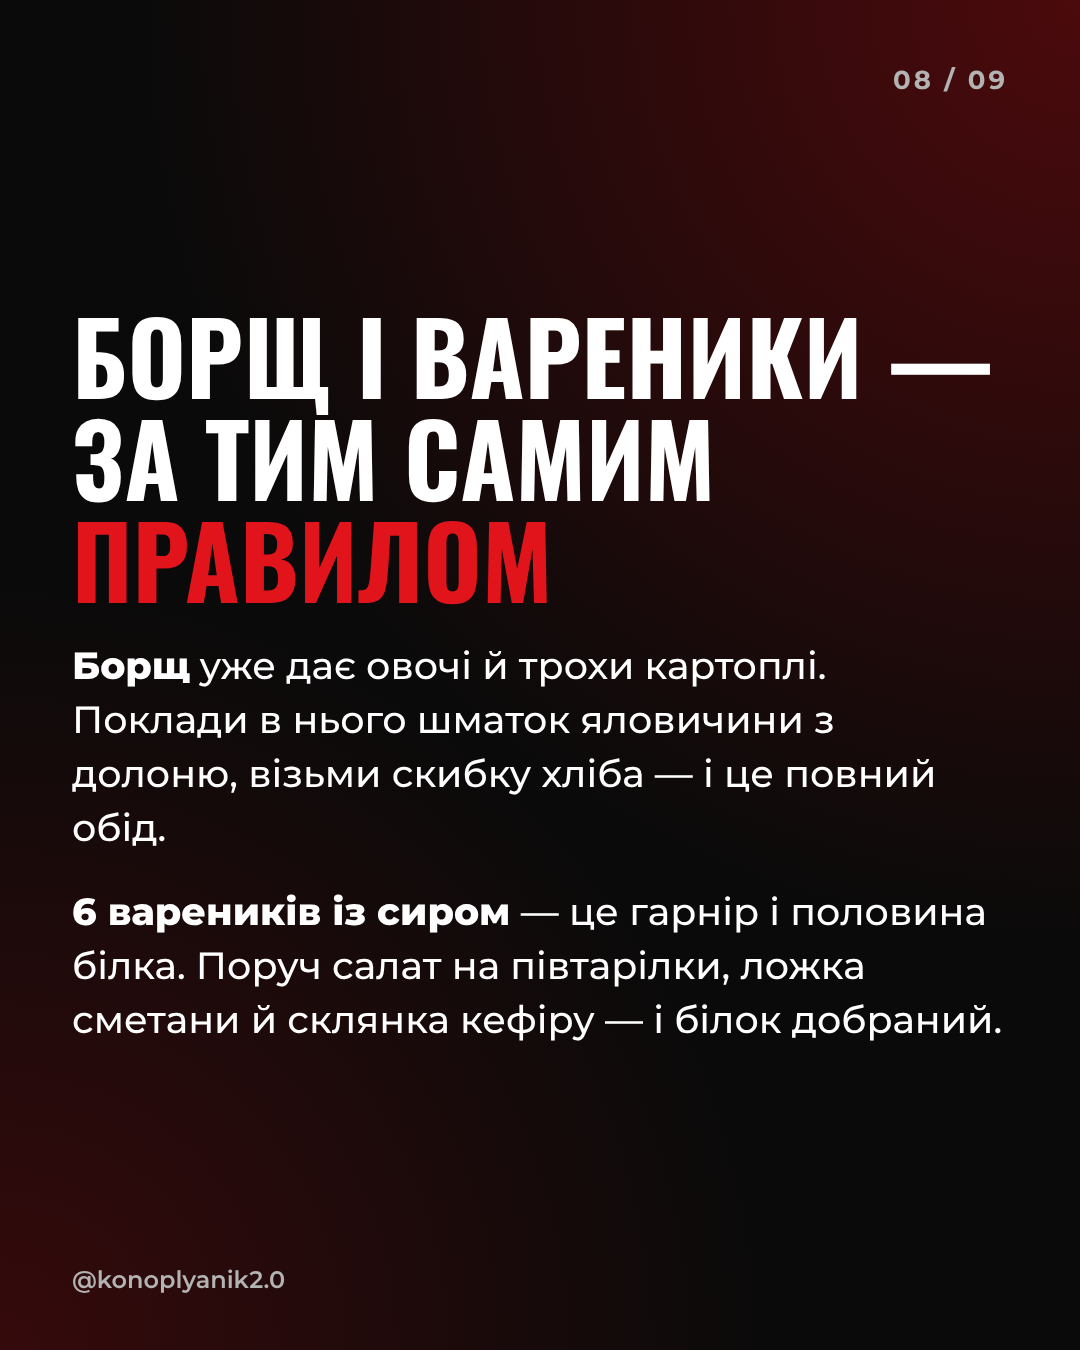 08 / 09
БОРЩ І ВАРЕНИКИ —
ЗА ТИМ САМИМ
ПРАВИЛОМ
Борщ уже дає овочі й трохи картоплі.
Поклади в нього шматок яловичини з
долоню, візьми скибку хліба — і це повний
обід.
6 вареників із сиром — це гарнір і половина
білка. Поруч салат на півтарілки, ложка
сметани й склянка кефіру — і білок добраний.
@konoplyanik2.0